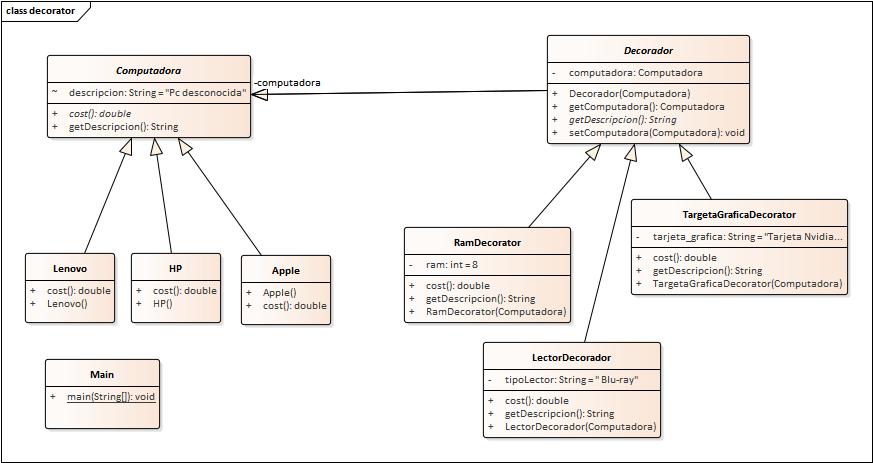 class decorator
Computadora
~ descripcion: String = "Pc desconocida"
+ cost(): double
+ getDescripcion(): String
-computadora
Decorador
- computadora: Computadora
+ Decorador(Computadora)
+ getComputadora(): Computadora
+ getDescripcion(): String
+ setComputadora(Computadora): void
Lenovo
+ cost(): double
+ Lenovo()
HP
+ cost(): double
+ HP()
Apple
+ Apple()
+ cost(): double
RamDecorator
- ram: int = 8
+ cost(): double
+ getDescripcion(): String
+ RamDecorator(Computadora)
TargetaGraficaDecorator
- tarjeta_grafica: String = "Tarjeta Nvidia...
+ cost(): double
+ getDescripcion(): String
+ TargetaGraficaDecorator(Computadora)
Main
+ main(String[]): void
LectorDecorador
- tipoLector: String = " Blu-ray"
+ cost(): double
+ getDescripcion(): String
+ LectorDecorador(Computadora)